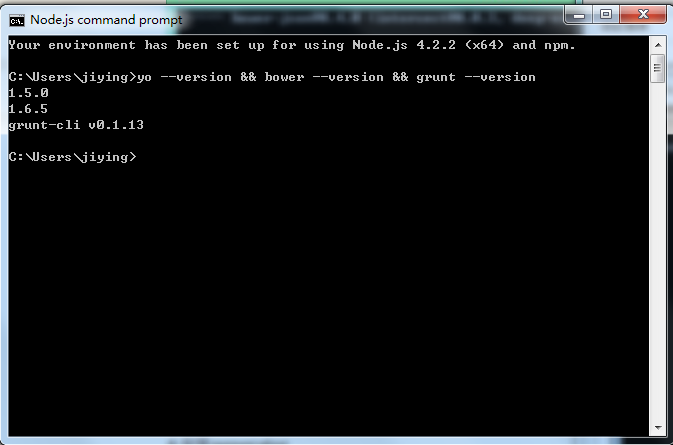 Node.js command prompt
Your environment has been set up for using Node.js 4.2.2 (x64) and npm.
C:\Users\jiying>yo --version && bower --version && grunt --version
1.5.0
1.6.5
grunt-cli v0.1.13
C:\Users\jiying>